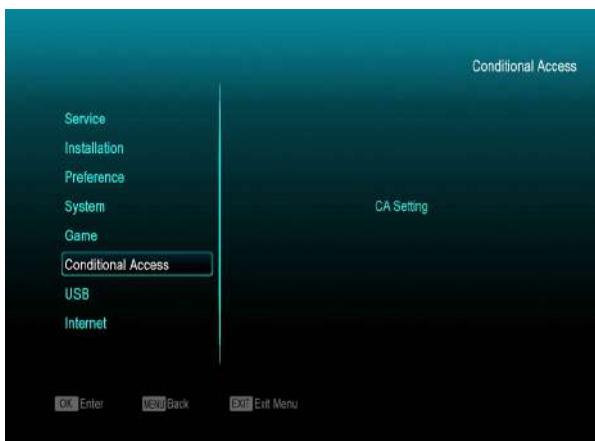 Conditional Access
Service
Installation
Preference
System
CA Setting
Game
Conditional Access
USB
Internet
OK Enter MENU Back EXIT Exit Menu